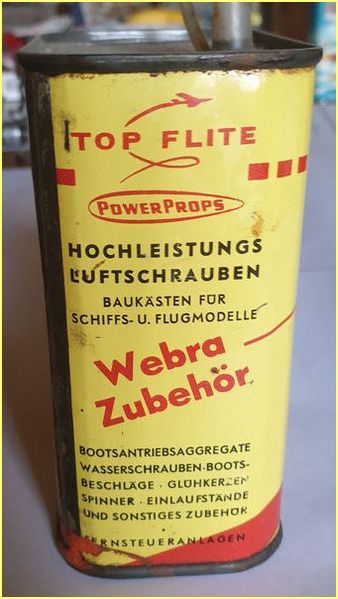 TOP FLITE
POWERPROPS
HOCHLEISTUNGS
LUFTSCHRAUBEN
BAUKÄSTEN FÜR
SCHIFFS- U. FLUGMODELLE
Webra
Zubehör
BOOTSANTRIEBSAGGREGATE
WASSERSCHRAUBEN·BOOTS-
BESCHLÄGE · GLÜHKERZEN
SPINNER · EINLAUFSTÄNDE
UND SONSTIGES ZUBEHÖR
FERNSTEUERANLAGEN